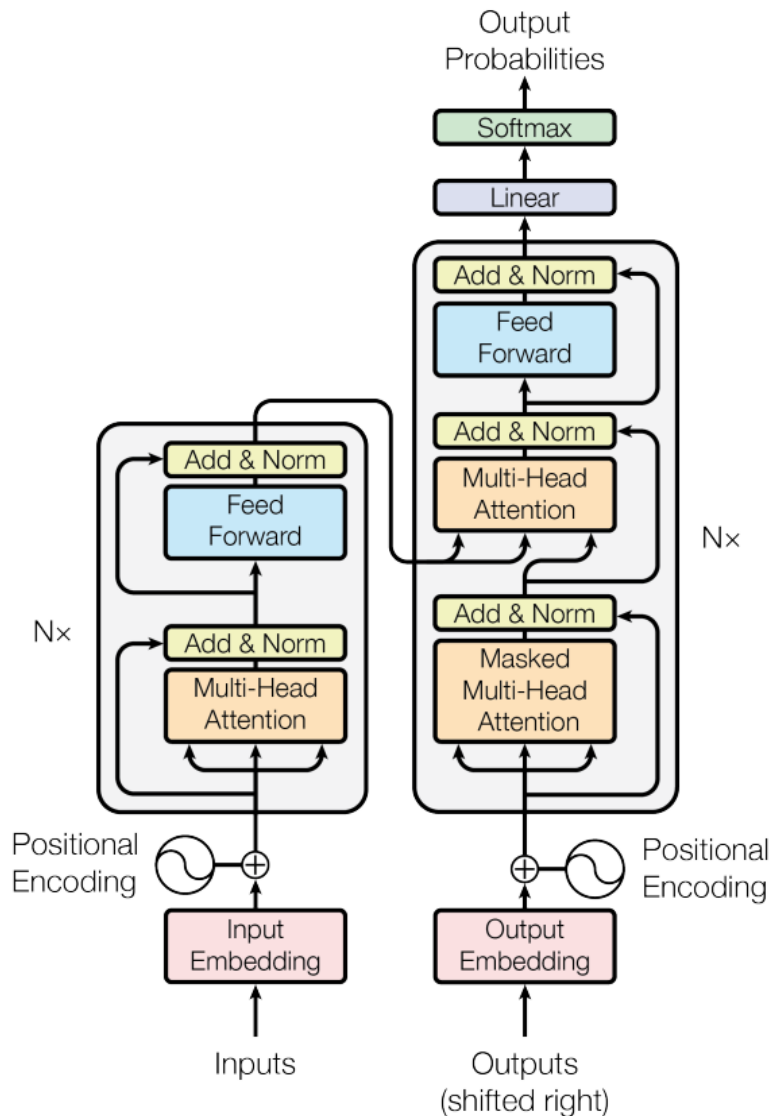 Output
Probabilities
Softmax
Linear
Add & Norm
Feed
Forward
Add & Norm
Multi-Head
Attention
Add & Norm
Masked
Multi-Head
Attention
N×
Add & Norm
Feed
Forward
Add & Norm
Multi-Head
Attention
N×
Positional
Encoding
Positional
Encoding
Input
Embedding
Output
Embedding
Inputs
Outputs
(shifted right)